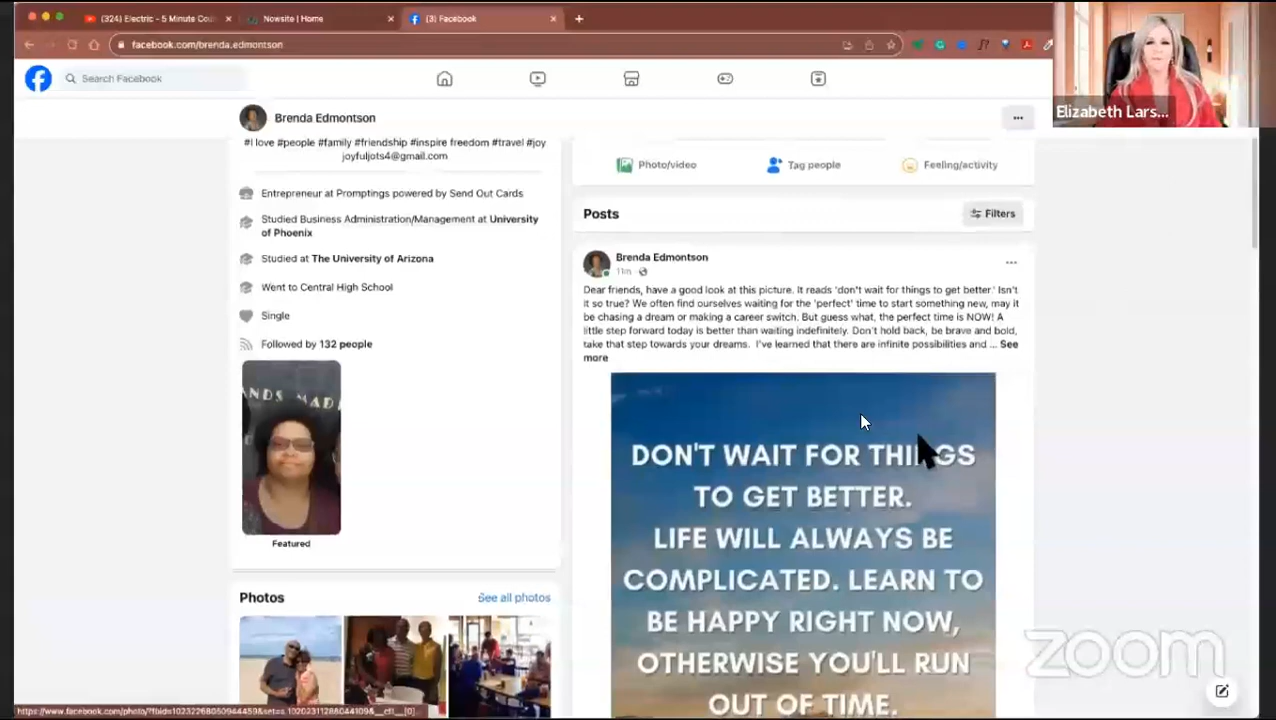 (324) Electric - 5 Minute Cou
Nowsite | Home
(3) Facebook
facebook.com/brenda.edmontson
Search Facebook
Elizabeth Lars...
Brenda Edmontson
#I love #people #family #friendship #inspire freedom #travel #joy
joyfuljots4@gmail.com
Entrepreneur at Promptings powered by Send Out Cards
Studied Business Administration/Management at University
of Phoenix
Studied at The University of Arizona
Went to Central High School
Single
Followed by 132 people
Featured
Photos
See all photos
Photo/video
Tag people
Feeling/activity
Posts
Filters
Brenda Edmontson
11m
Dear friends, have a good look at this picture. It reads 'don't wait for things to get better.' Isn't
it so true? We often find ourselves waiting for the 'perfect' time to start something new, may it
be chasing a dream or making a career switch. But guess what, the perfect time is NOW! A
little step forward today is better than waiting indefinitely. Don't hold back, be brave and bold,
take that step towards your dreams. I've learned that there are infinite possibilities and ... See
more
DON'T WAIT FOR THINGS
TO GET BETTER.
LIFE WILL ALWAYS BE
COMPLICATED. LEARN TO
BE HAPPY RIGHT NOW,
OTHERWISE YOU'LL RUN
OUT OF TIME.
zoom